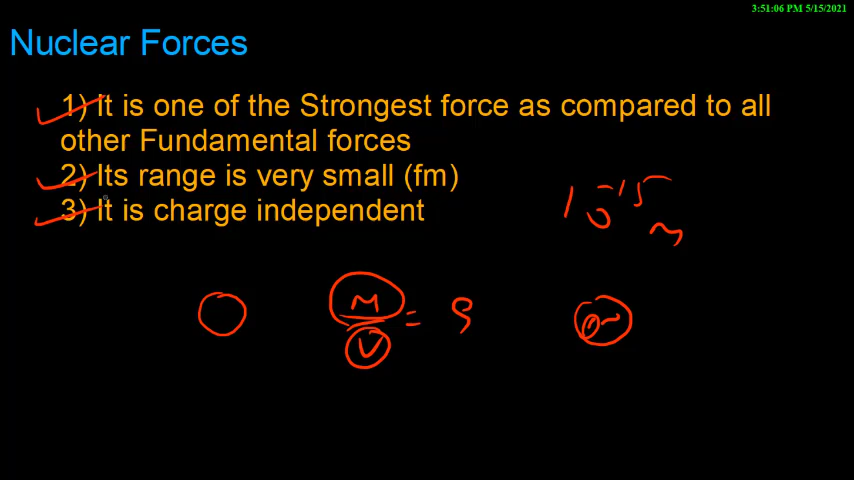 3:51:06 PM 5/15/2021
Nuclear Forces
1) It is one of the Strongest force as compared to all
other Fundamental forces
2) Its range is very small (fm)
3) It is charge independent
10⁻¹⁵ m
M/V = ρ